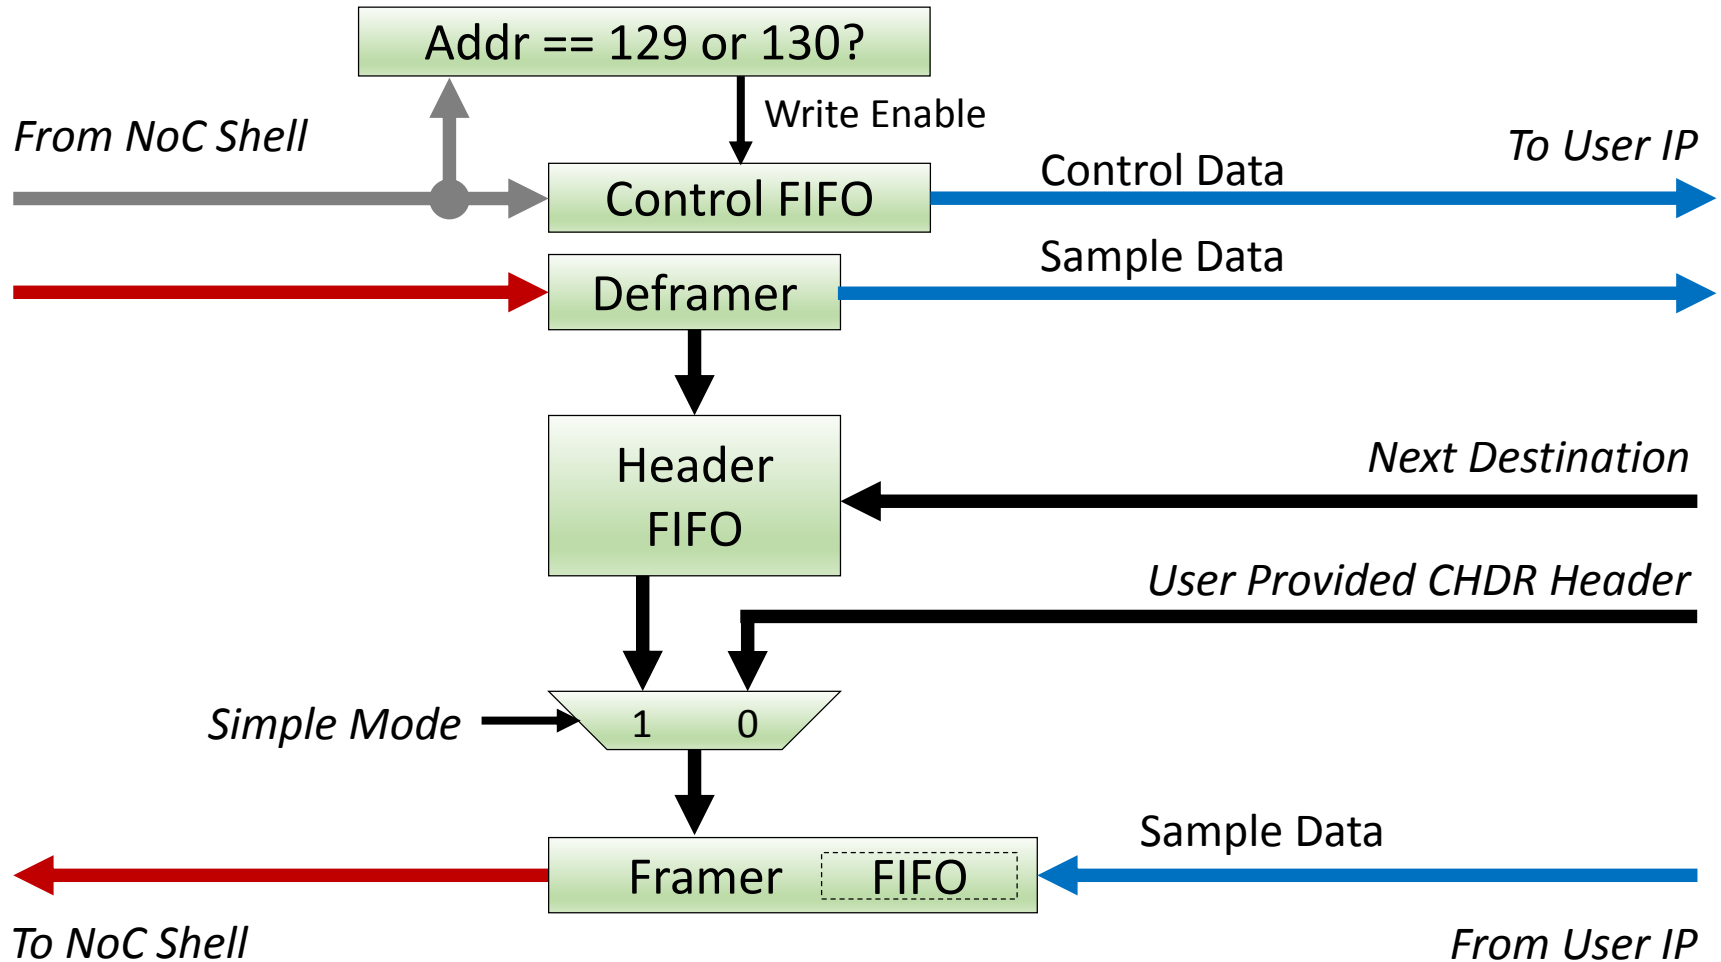 Addr == 129 or 130?
Write Enable
From NoC Shell
To User IP
Control FIFO
Control Data
Deframer
Sample Data
Header
FIFO
Next Destination
User Provided CHDR Header
Simple Mode
1 0
Framer FIFO
Sample Data
To NoC Shell
From User IP